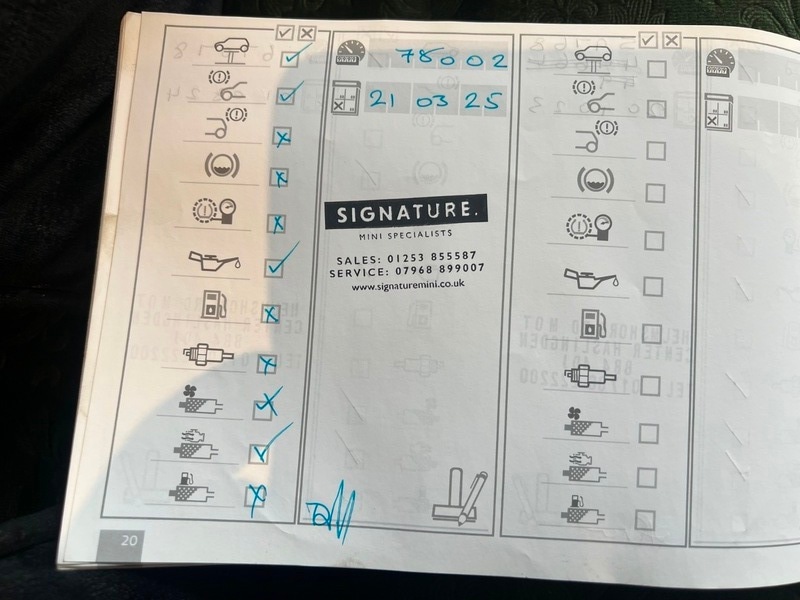 78002
21 03 25
SIGNATURE.
MINI SPECIALISTS
SALES: 01253 855587
SERVICE: 07968 899007
www.signaturemini.co.uk
20